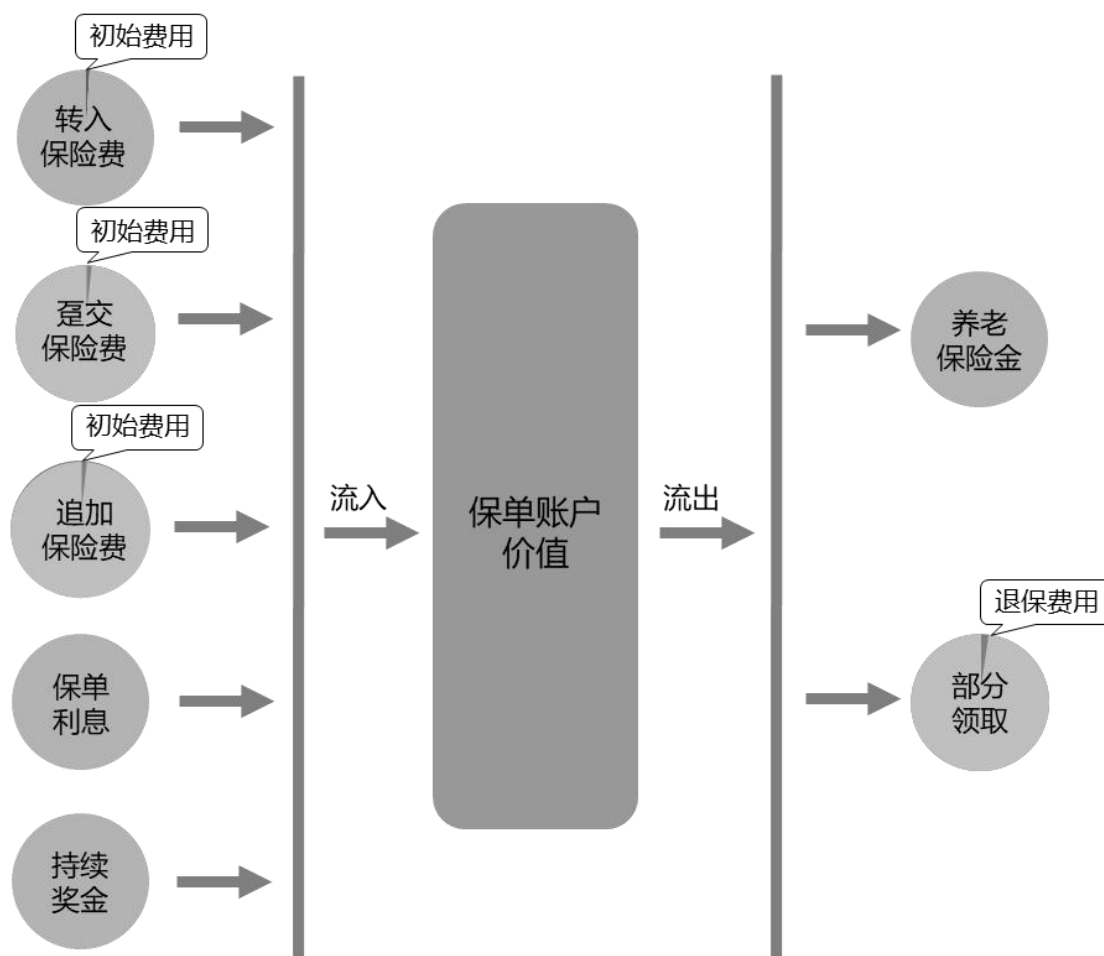 初始费用
转入
保险费
初始费用
趸交
保险费
初始费用
追加
保险费
保单
利息
持续
奖金
流入
保单账户
价值
流出
养老
保险金
退保费用
部分
领取